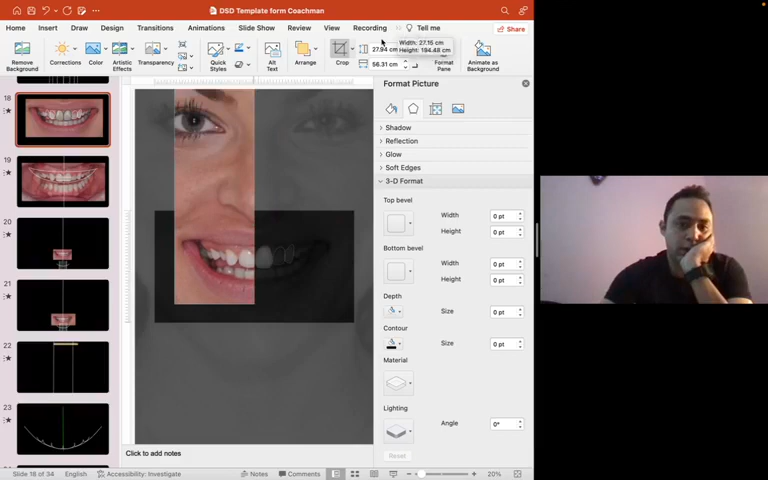 DSD Template form Coachman
Home Insert Draw Design Transitions Animations Slide Show Review View Recording Tell me Share
Remove Background Corrections Color Artistic Effects Transparency Quick Styles Alt Text Arrange Crop 27.94 cm 56.31 cm Format Pane Animate as Background
Width: 27.15 cm
Height: 194.48 cm
Format Picture
Shadow
Reflection
Glow
Soft Edges
3-D Format
Top bevel
Width 0 pt
Height 0 pt
Bottom bevel
Width 0 pt
Height 0 pt
Depth
Size 0 pt
Contour
Size 0 pt
Material
Lighting
Angle 0°
Reset
18
19
20
21
22
23
Click to add notes
Slide 18 of 34 English Accessibility: Investigate Notes Comments 20%